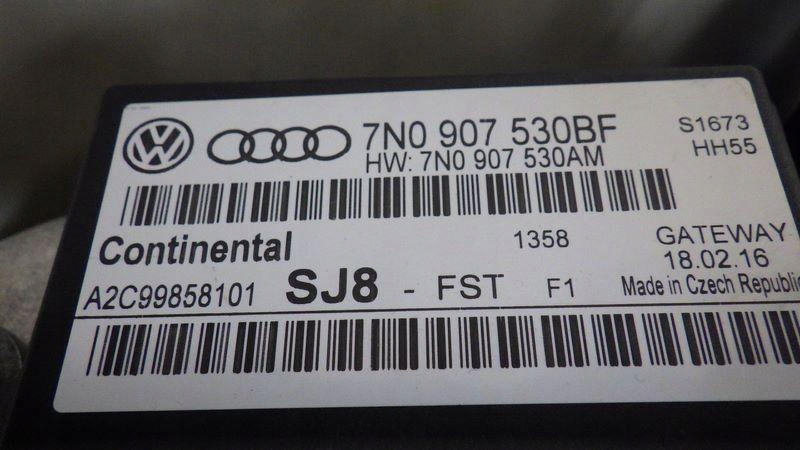 7N0 907 530BF
S1673
HW: 7N0 907 530AM
HH55
Continental
1358
GATEWAY
A2C99858101
SJ8 - FST F1
18.02.16
Made in Czech Republic